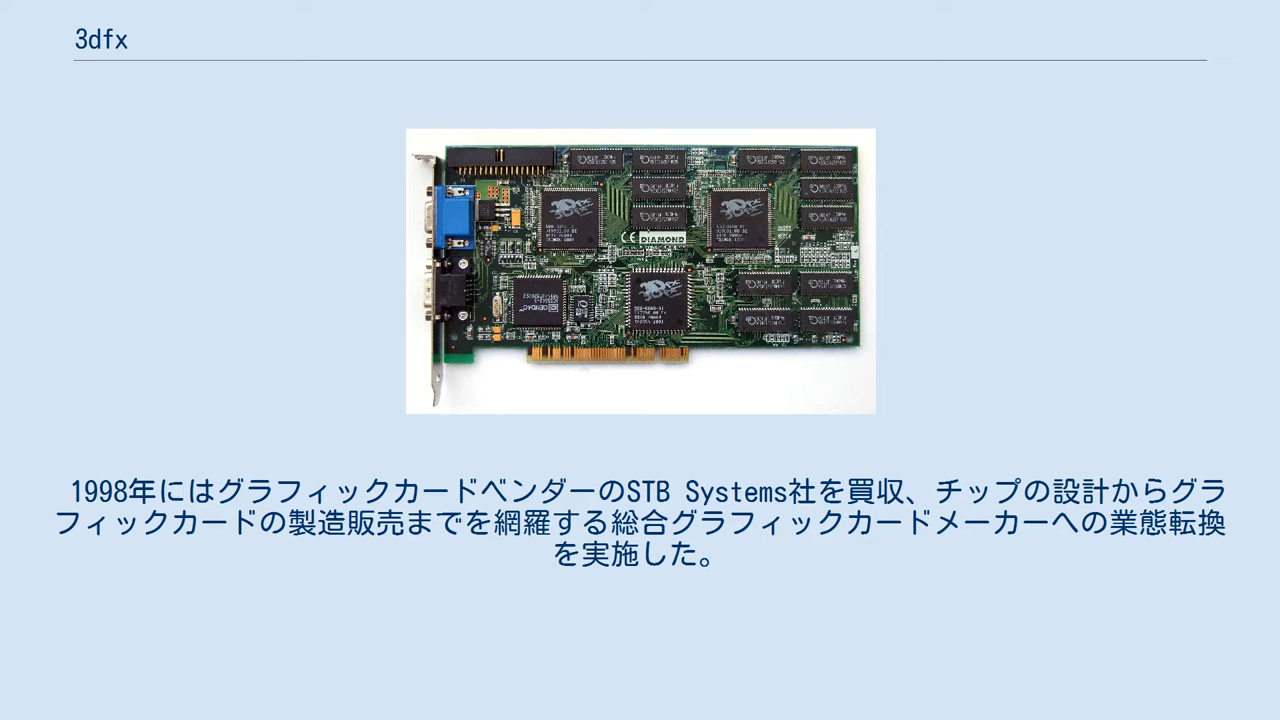 3dfx
DIAMOND
1998年にはグラフィックカードベンダーのSTB Systems社を買収、チップの設計からグラ
フィックカードの製造販売までを網羅する総合グラフィックカードメーカーへの業態転換
を実施した。